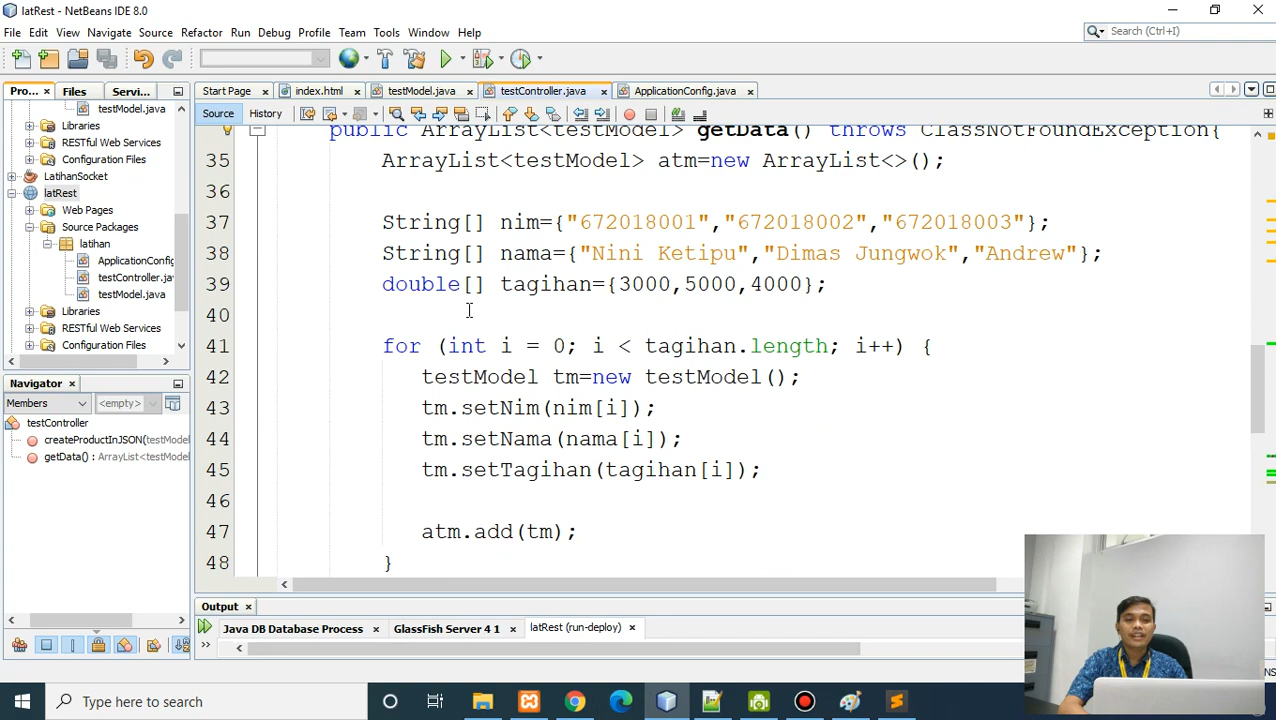 latRest - NetBeans IDE 8.0
File Edit View Navigate Source Refactor Run Debug Profile Team Tools Window Help
Search (Ctrl+I)
Pro... Files Servi...
Start Page index.html testModel.java testController.java ApplicationConfig.java
Source History
testModel.java
Libraries
RESTful Web Services
Configuration Files
LatihanSocket
latRest
Web Pages
Source Packages
latihan
ApplicationConfig
testController.java
testModel.java
Libraries
RESTful Web Services
Configuration Files
Navigator
Members <empty>
testController
createProductInJSON(testMode
getData() : ArrayList<testMode
public ArrayList<testModel> getData() throws ClassNotFoundException{
35 ArrayList<testModel> atm=new ArrayList<>();
36
37 String[] nim={"672018001","672018002","672018003"};
38 String[] nama={"Nini Ketipu","Dimas Jungwok","Andrew"};
39 double[] tagihan={3000,5000,4000};
40
41 for (int i = 0; i < tagihan.length; i++) {
42 testModel tm=new testModel();
43 tm.setNim(nim[i]);
44 tm.setNama(nama[i]);
45 tm.setTagihan(tagihan[i]);
46
47 atm.add(tm);
48 }
Output
Java DB Database Process GlassFish Server 4 1 latRest (run-deploy)
Type here to search